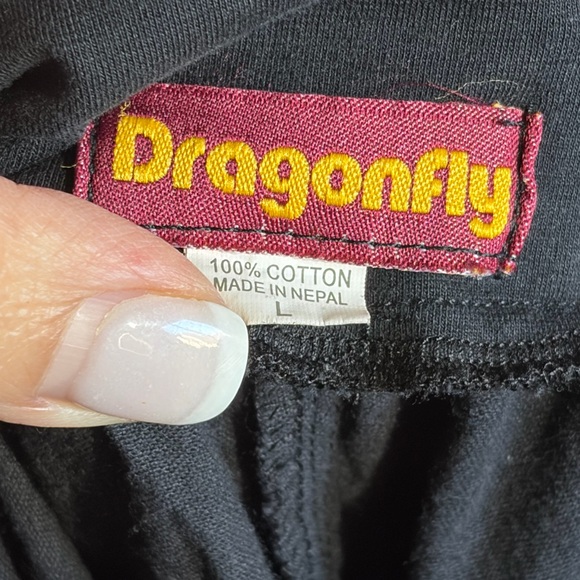 Dragonfly
100% COTTON
MADE IN NEPAL
L